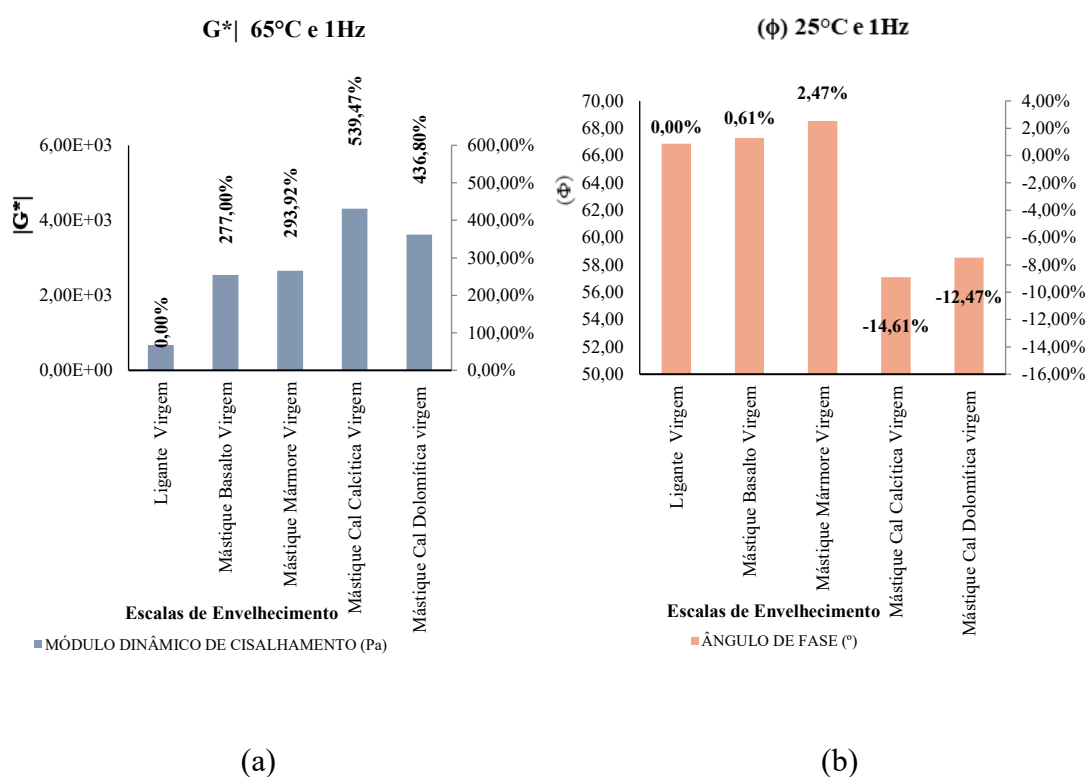 G*|  65°C e 1Hz
6,00E+03
4,00E+03
2,00E+03
0,00E+00
|G*|
0,00%
277,00%
293,92%
539,47%
436,80%
600,00%
500,00%
400,00%
300,00%
200,00%
100,00%
0,00%
Ligante Virgem
Mástique Basalto Virgem
Mástique Mármore Virgem
Mástique Cal Calcítica Virgem
Mástique Cal Dolomítica virgem
Escalas de Envelhecimento
MÓDULO DINÂMICO DE CISALHAMENTO (Pa)
(a)
(ϕ) 25°C e 1Hz
70,00
68,00
66,00
64,00
62,00
60,00
58,00
56,00
54,00
52,00
50,00
(Φ)
0,00%
0,61%
2,47%
-14,61%
-12,47%
4,00%
2,00%
0,00%
-2,00%
-4,00%
-6,00%
-8,00%
-10,00%
-12,00%
-14,00%
-16,00%
Ligante Virgem
Mástique Basalto Virgem
Mástique Mármore Virgem
Mástique Cal Calcítica Virgem
Mástique Cal Dolomítica Virgem
Escalas de Envelhecimento
ÂNGULO DE FASE (º)
(b)